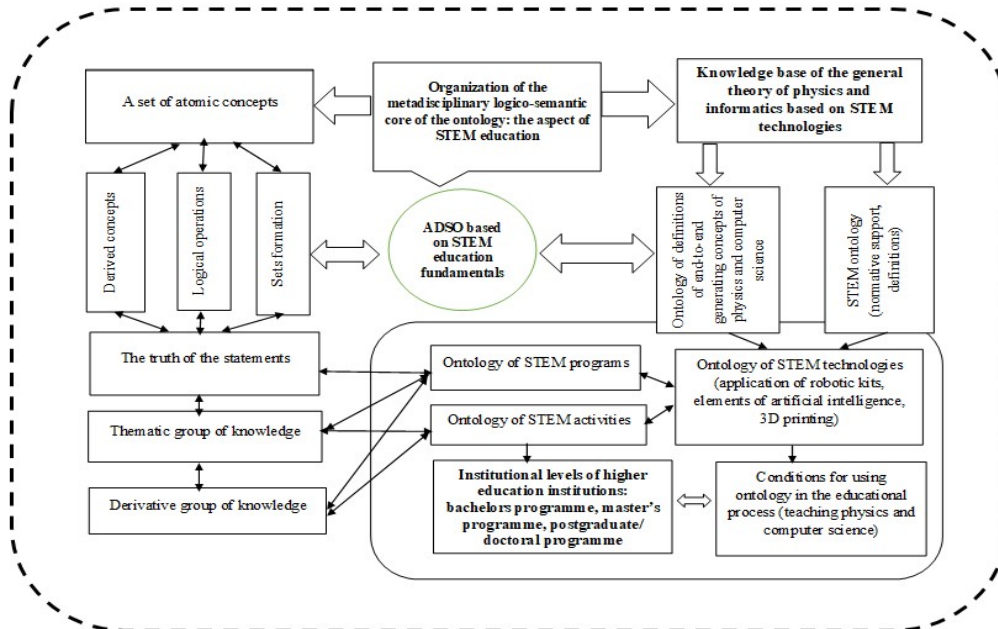 A set of atomic concepts
Organization of the
metadisciplinary logico-semantic
core of the ontology: the aspect of
STEM education
Knowledge base of the general
theory of physics and
informatics based on STEM
technologies
Derived concepts
Logical operations
Sets formation
ADSO based
on STEM
education
fundamentals
Ontology of definitions
of end-to-end
generating concepts of
physics and computer
science
STEM ontology
(normative support,
definitions)
The truth of the statements
Thematic group of knowledge
Derivative group of knowledge
Ontology of STEM programs
Ontology of STEM activities
Ontology of STEM technologies
(application of robotic kits,
elements of artificial intelligence,
3D printing)
Institutional levels of higher
education institutions:
bachelors programme, master's
programme, postgraduate/
doctoral programme
Conditions for using
ontology in the educational
process (teaching physics and
computer science)